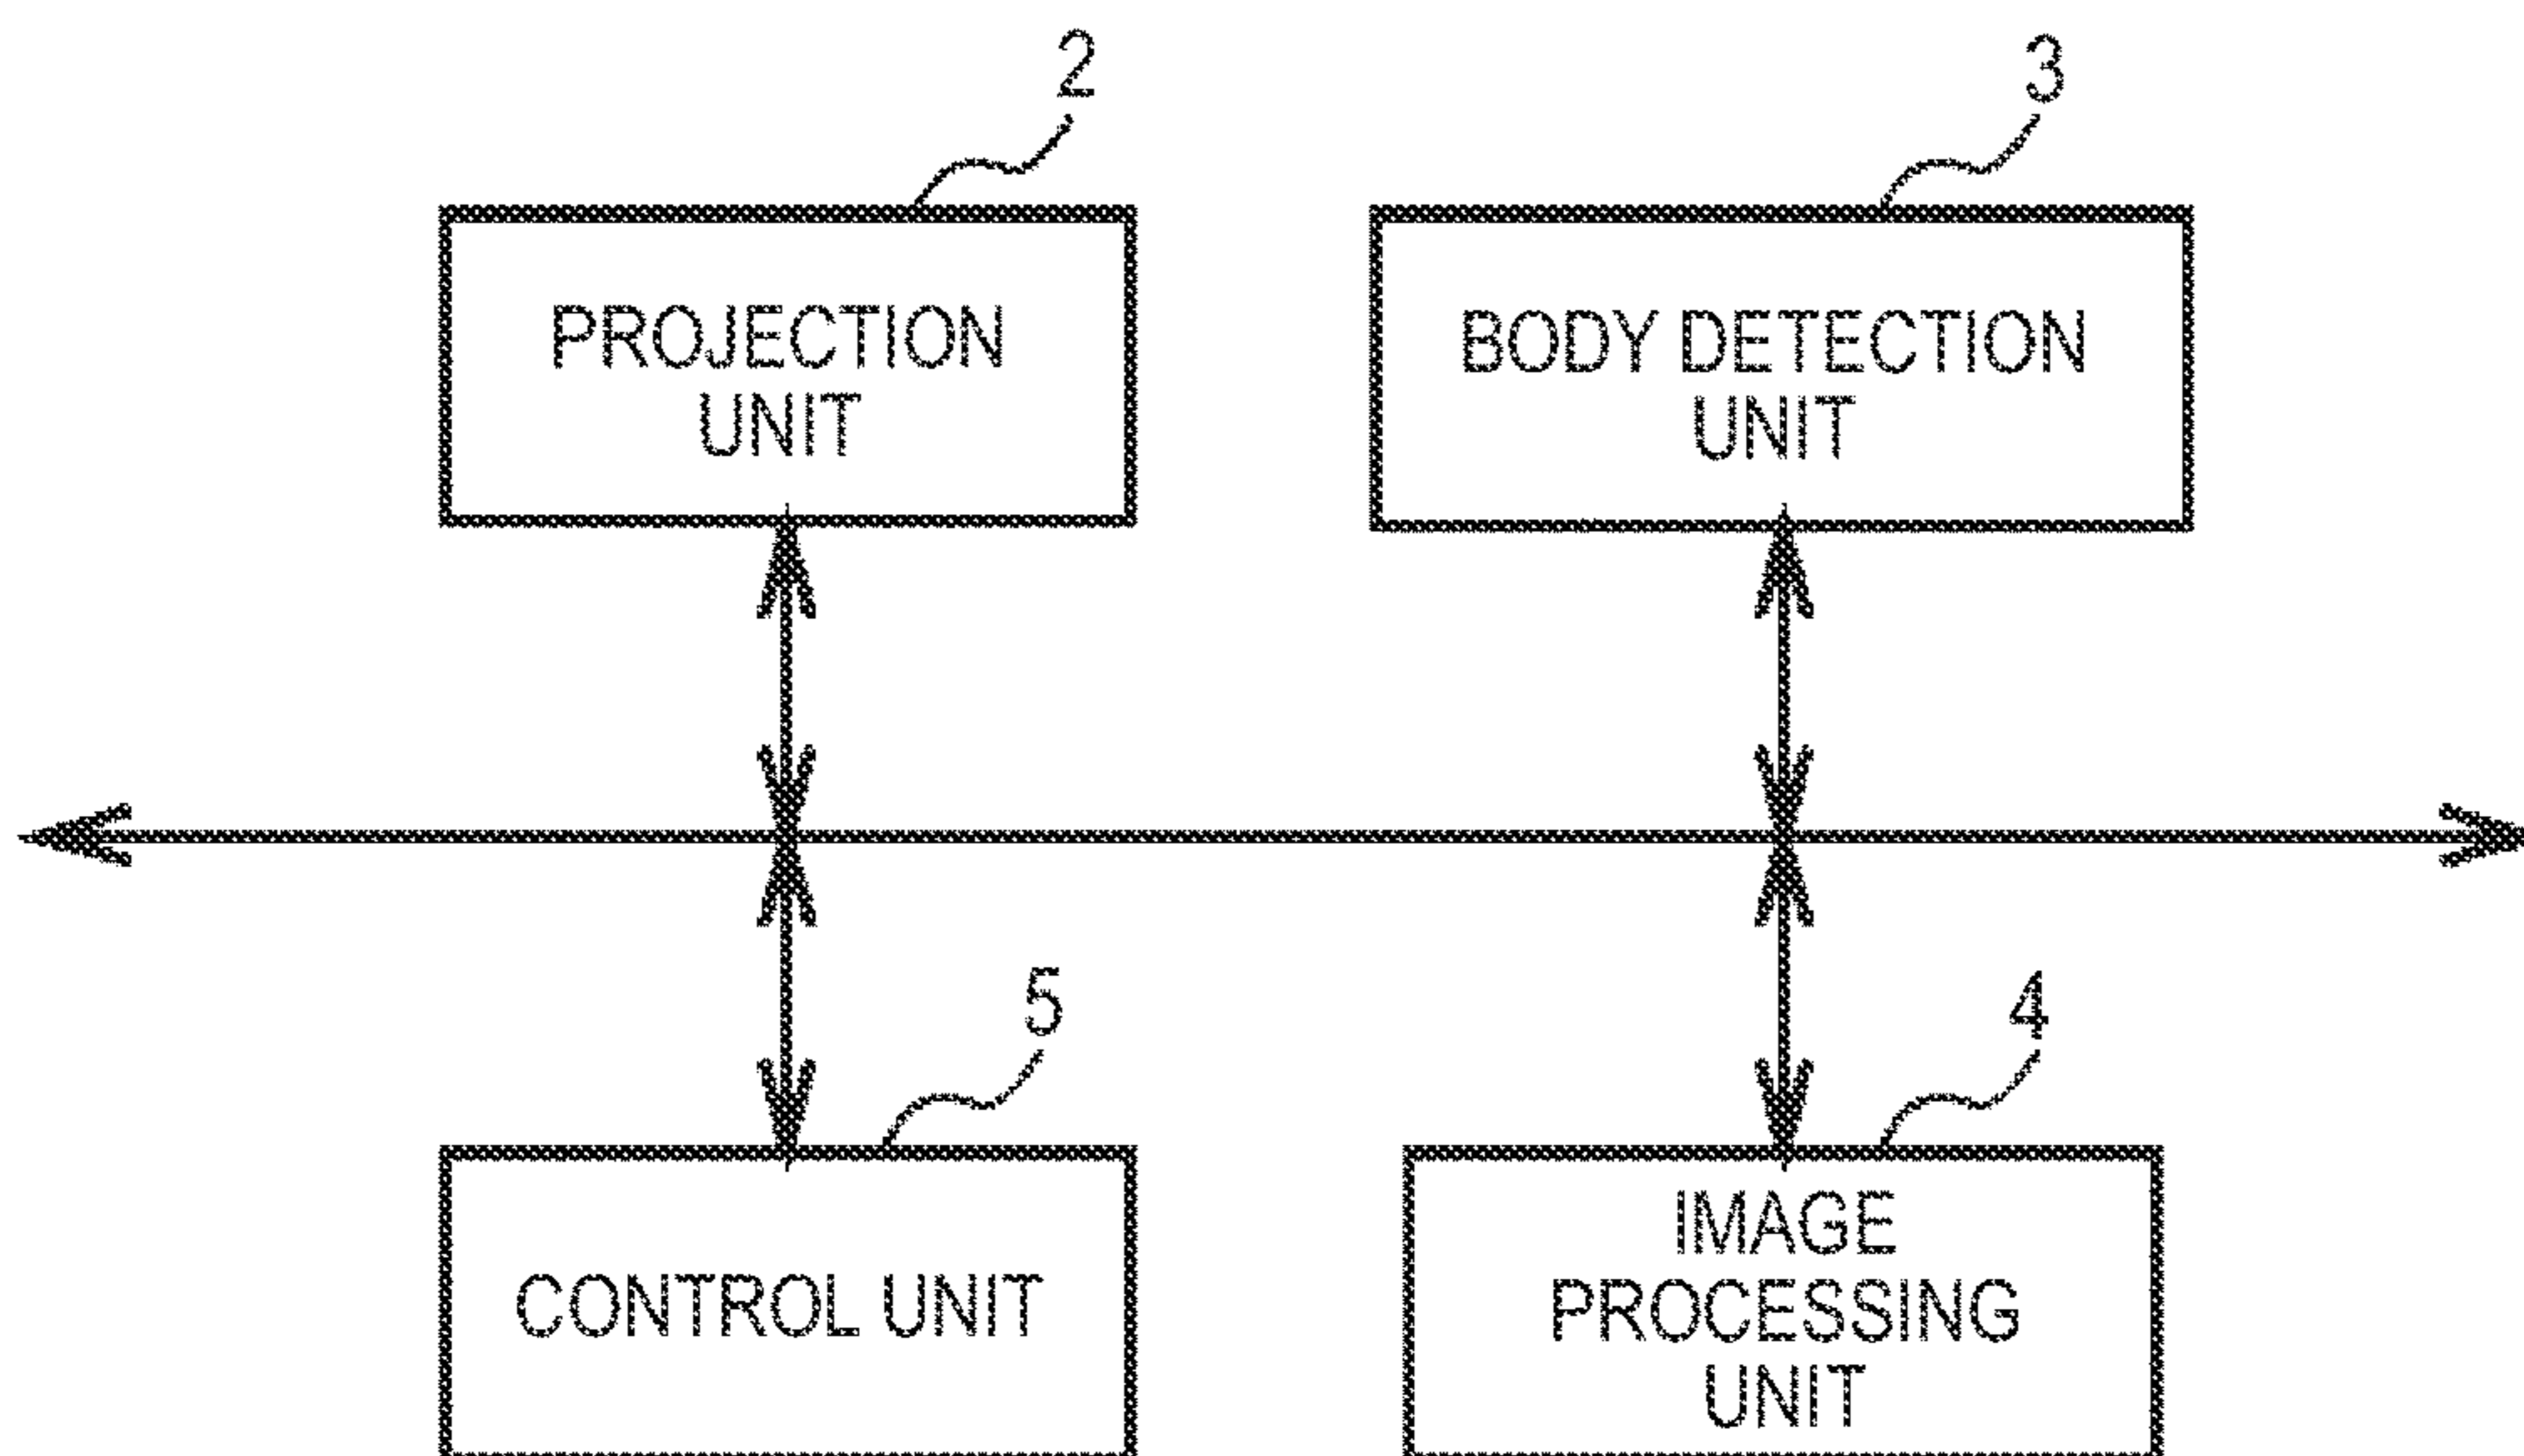 2
3
PROJECTION
UNIT
BODY DETECTION
UNIT
5
4
CONTROL UNIT
IMAGE
PROCESSING
UNIT